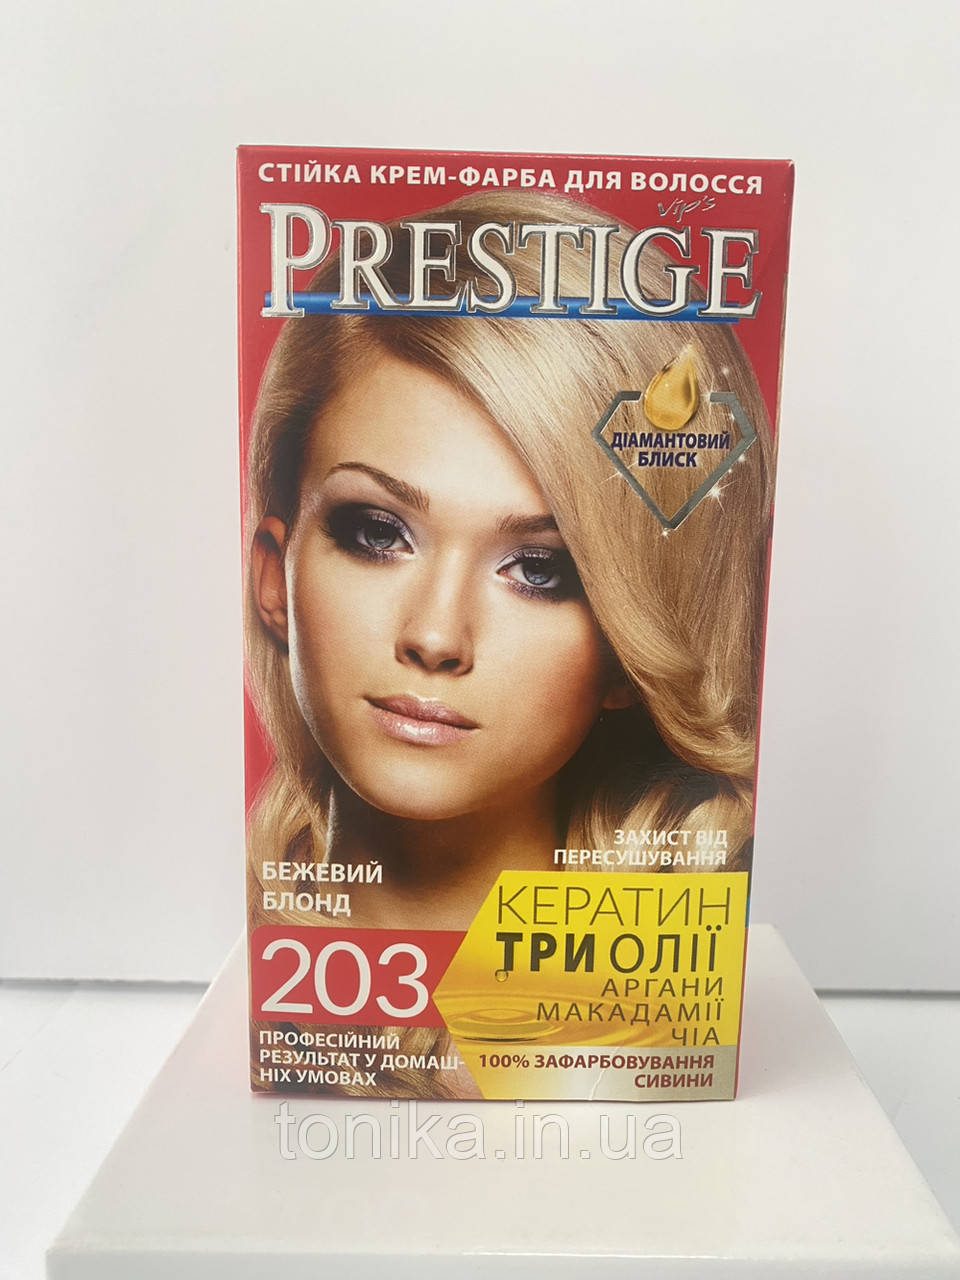 СТІЙКА КРЕМ-ФАРБА ДЛЯ ВОЛОССЯ
vip's
PRESTIGE
ДІАМАНТОВИЙ
БЛИСК
ЗАХИСТ ВІД
ПЕРЕСУШУВАННЯ
БЕЖЕВИЙ
БЛОНД
203
КЕРАТИН
ТРИ ОЛІЇ
АРГАНИ
МАКАДАМІЇ
ЧІА
ПРОФЕСІЙНИЙ
РЕЗУЛЬТАТ У ДОМАШ-
НІХ УМОВАХ
100% ЗАФАРБОВУВАННЯ
СИВИНИ
tonika.in.ua